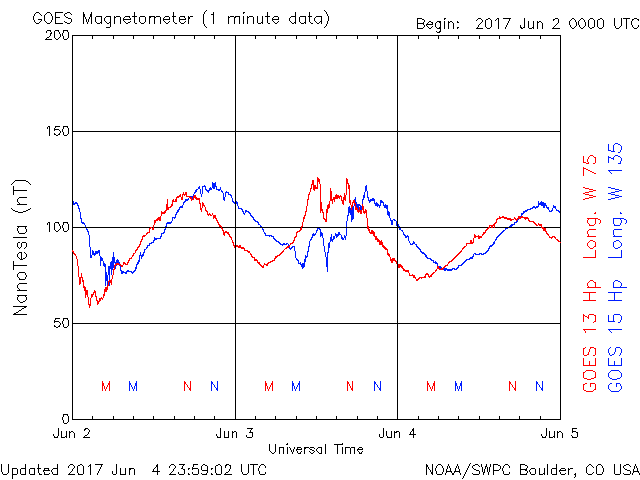 GOES Magnetometer (1 minute data)
Begin: 2017 Jun 2 0000 UTC
200
150
100
50
0
NanoTesla (nT)
M M N N M M N N M M N N
Jun 2 Jun 3 Jun 4 Jun 5
Universal Time
GOES 13 Hp Long. W 75
GOES 15 Hp Long. W 135
Updated 2017 Jun 4 23:59:02 UTC
NOAA/SWPC Boulder, CO USA